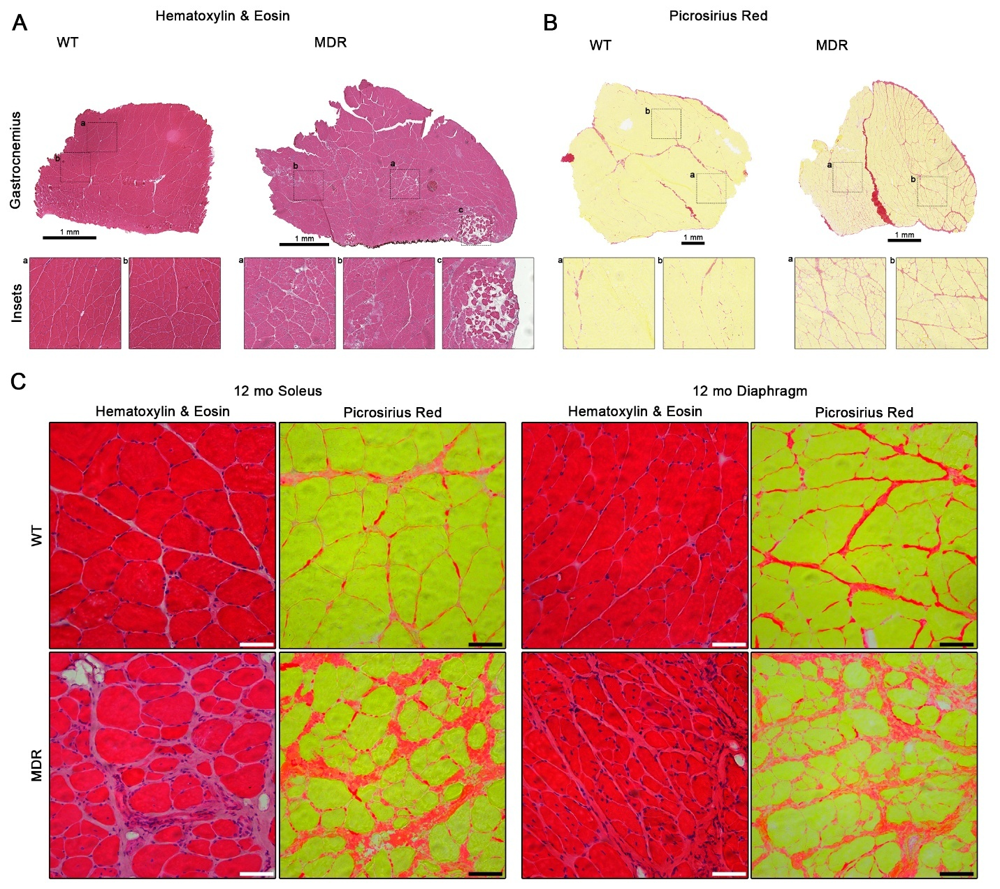 A
Hematoxylin & Eosin
WT
MDR
Gastrocnemius
a
b
1 mm
b
a
c
1 mm
Insets
a
b
a
b
c
B
Picrosirius Red
WT
MDR
b
a
1 mm
a
b
1 mm
a
b
a
b
C
12 mo Soleus
12 mo Diaphragm
Hematoxylin & Eosin
Picrosirius Red
Hematoxylin & Eosin
Picrosirius Red
WT
MDR